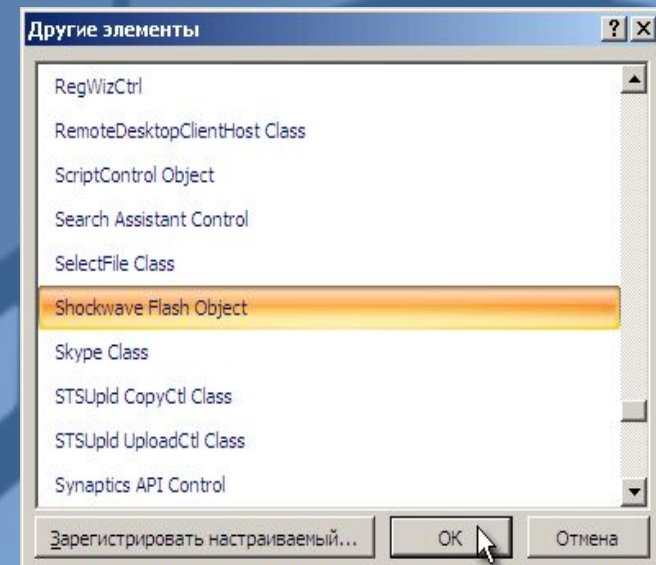 Другие элементы
RegWizCtrl
RemoteDesktopClientHost Class
ScriptControl Object
Search Assistant Control
SelectFile Class
Shockwave Flash Object
Skype Class
STSUpld CopyCtl Class
STSUpld UploadCtl Class
Synaptics API Control
Зарегистрировать настраиваемый... ОК Отмена